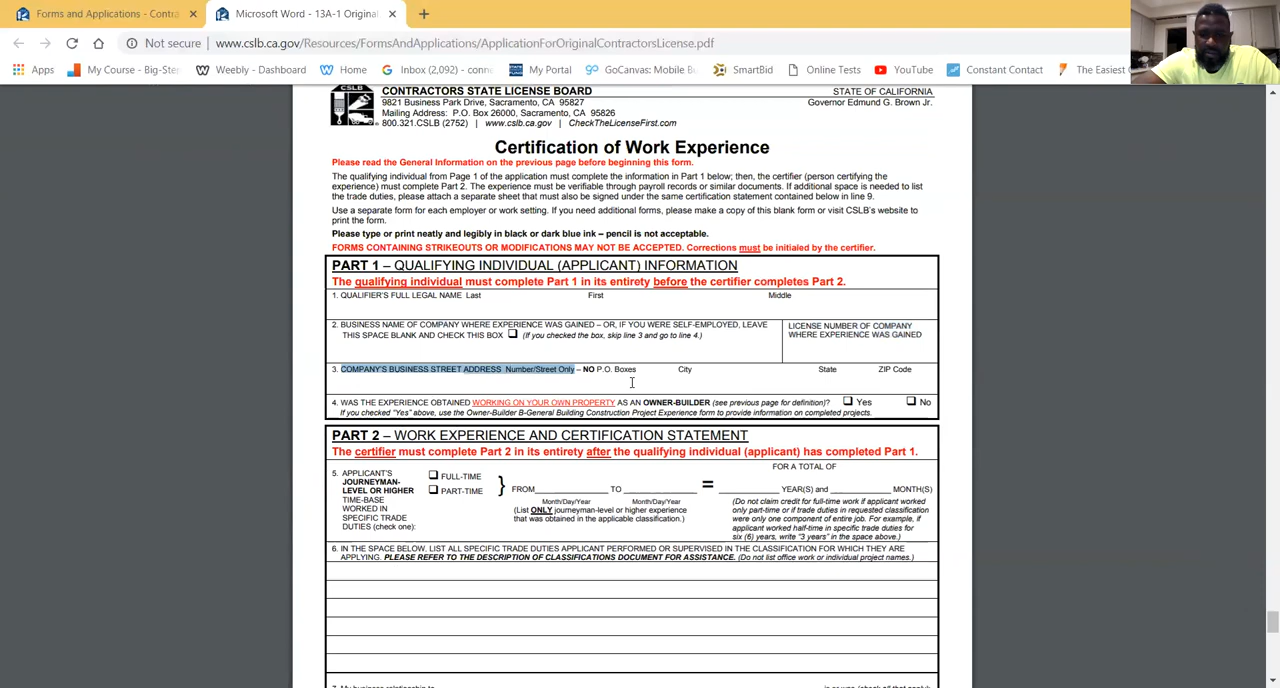 Forms and Applications - Contra
Microsoft Word - 13A-1 Original
Not secure | www.cslb.ca.gov/Resources/FormsAndApplications/ApplicationForOriginalContractorsLicense.pdf
Apps My Course - Big-Ste Weebly - Dashboard Home Inbox (2,092) - conn My Portal GoCanvas: Mobile Bu SmartBid Online Tests YouTube Constant Contact The Easiest
CSLB
CONTRACTORS STATE LICENSE BOARD
9821 Business Park Drive, Sacramento, CA 95827
Mailing Address: P.O. Box 26000, Sacramento, CA 95826
800.321.CSLB (2752) | www.cslb.ca.gov | CheckTheLicenseFirst.com
STATE OF CALIFORNIA
Governor Edmund G. Brown Jr.
Certification of Work Experience
Please read the General Information on the previous page before beginning this form.
The qualifying individual from Page 1 of the application must complete the information in Part 1 below; then, the certifier (person certifying the
experience) must complete Part 2. The experience must be verifiable through payroll records or similar documents. If additional space is needed to list
the trade duties, please attach a separate sheet that must also be signed under the same certification statement contained below in line 9.
Use a separate form for each employer or work setting. If you need additional forms, please make a copy of this blank form or visit CSLB's website to
print the form.
Please type or print neatly and legibly in black or dark blue ink – pencil is not acceptable.
FORMS CONTAINING STRIKEOUTS OR MODIFICATIONS MAY NOT BE ACCEPTED. Corrections must be initialed by the certifier.
PART 1 – QUALIFYING INDIVIDUAL (APPLICANT) INFORMATION
The qualifying individual must complete Part 1 in its entirety before the certifier completes Part 2.
1. QUALIFIER'S FULL LEGAL NAME Last First Middle
2. BUSINESS NAME OF COMPANY WHERE EXPERIENCE WAS GAINED – OR, IF YOU WERE SELF-EMPLOYED, LEAVE
THIS SPACE BLANK AND CHECK THIS BOX (If you checked the box, skip line 3 and go to line 4.)
LICENSE NUMBER OF COMPANY
WHERE EXPERIENCE WAS GAINED
3. COMPANY'S BUSINESS STREET ADDRESS Number/Street Only – NO P.O. Boxes City State ZIP Code
4. WAS THE EXPERIENCE OBTAINED WORKING ON YOUR OWN PROPERTY AS AN OWNER-BUILDER (see previous page for definition)? Yes No
If you checked "Yes" above, use the Owner-Builder B-General Building Construction Project Experience form to provide information on completed projects.
PART 2 – WORK EXPERIENCE AND CERTIFICATION STATEMENT
The certifier must complete Part 2 in its entirety after the qualifying individual (applicant) has completed Part 1.
5. APPLICANT'S
JOURNEYMAN-
LEVEL OR HIGHER
TIME-BASE
WORKED IN
SPECIFIC TRADE
DUTIES (check one):
FULL-TIME
PART-TIME
} FROM____________ TO ____________ =
Month/Day/Year Month/Day/Year
(List ONLY journeyman-level or higher experience
that was obtained in the applicable classification.)
FOR A TOTAL OF
____________ YEAR(S) and ____________ MONTH(S)
(Do not claim credit for full-time work if applicant worked
only part-time or if trade duties in requested classification
were only one component of entire job. For example, if
applicant worked half-time in specific trade duties for
six (6) years, write "3 years" in the space above.)
6. IN THE SPACE BELOW, LIST ALL SPECIFIC TRADE DUTIES APPLICANT PERFORMED OR SUPERVISED IN THE CLASSIFICATION FOR WHICH THEY ARE
APPLYING. PLEASE REFER TO THE DESCRIPTION OF CLASSIFICATIONS DOCUMENT FOR ASSISTANCE. (Do not list office work or individual project names.)
7. My business relationship to is or was (check all that apply):